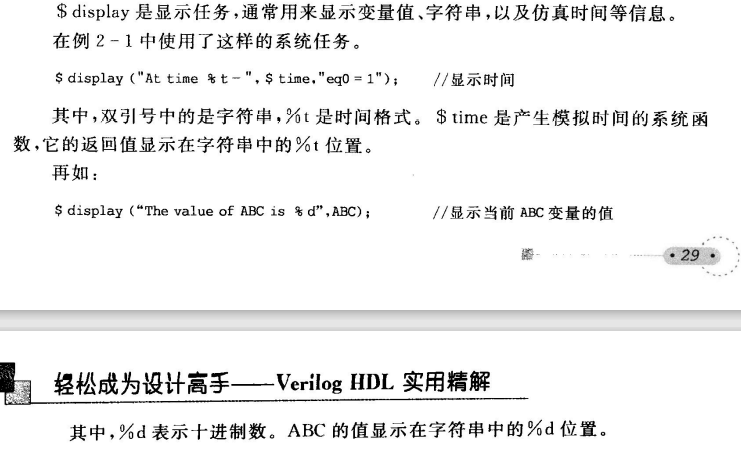 $display 是显示任务,通常用来显示变量值、字符串,以及仿真时间等信息。
在例 2-1 中使用了这样的系统任务。
$display ("At time %t-", $time,"eq0=1"); //显示时间
其中,双引号中的是字符串,%t 是时间格式。 $time 是产生模拟时间的系统函
数,它的返回值显示在字符串中的%t 位置。
再如:
$display (“The value of ABC is %d”,ABC); //显示当前 ABC 变量的值
·29·
轻松成为设计高手——Verilog HDL 实用精解
其中,%d 表示十进制数。ABC 的值显示在字符串中的%d 位置。